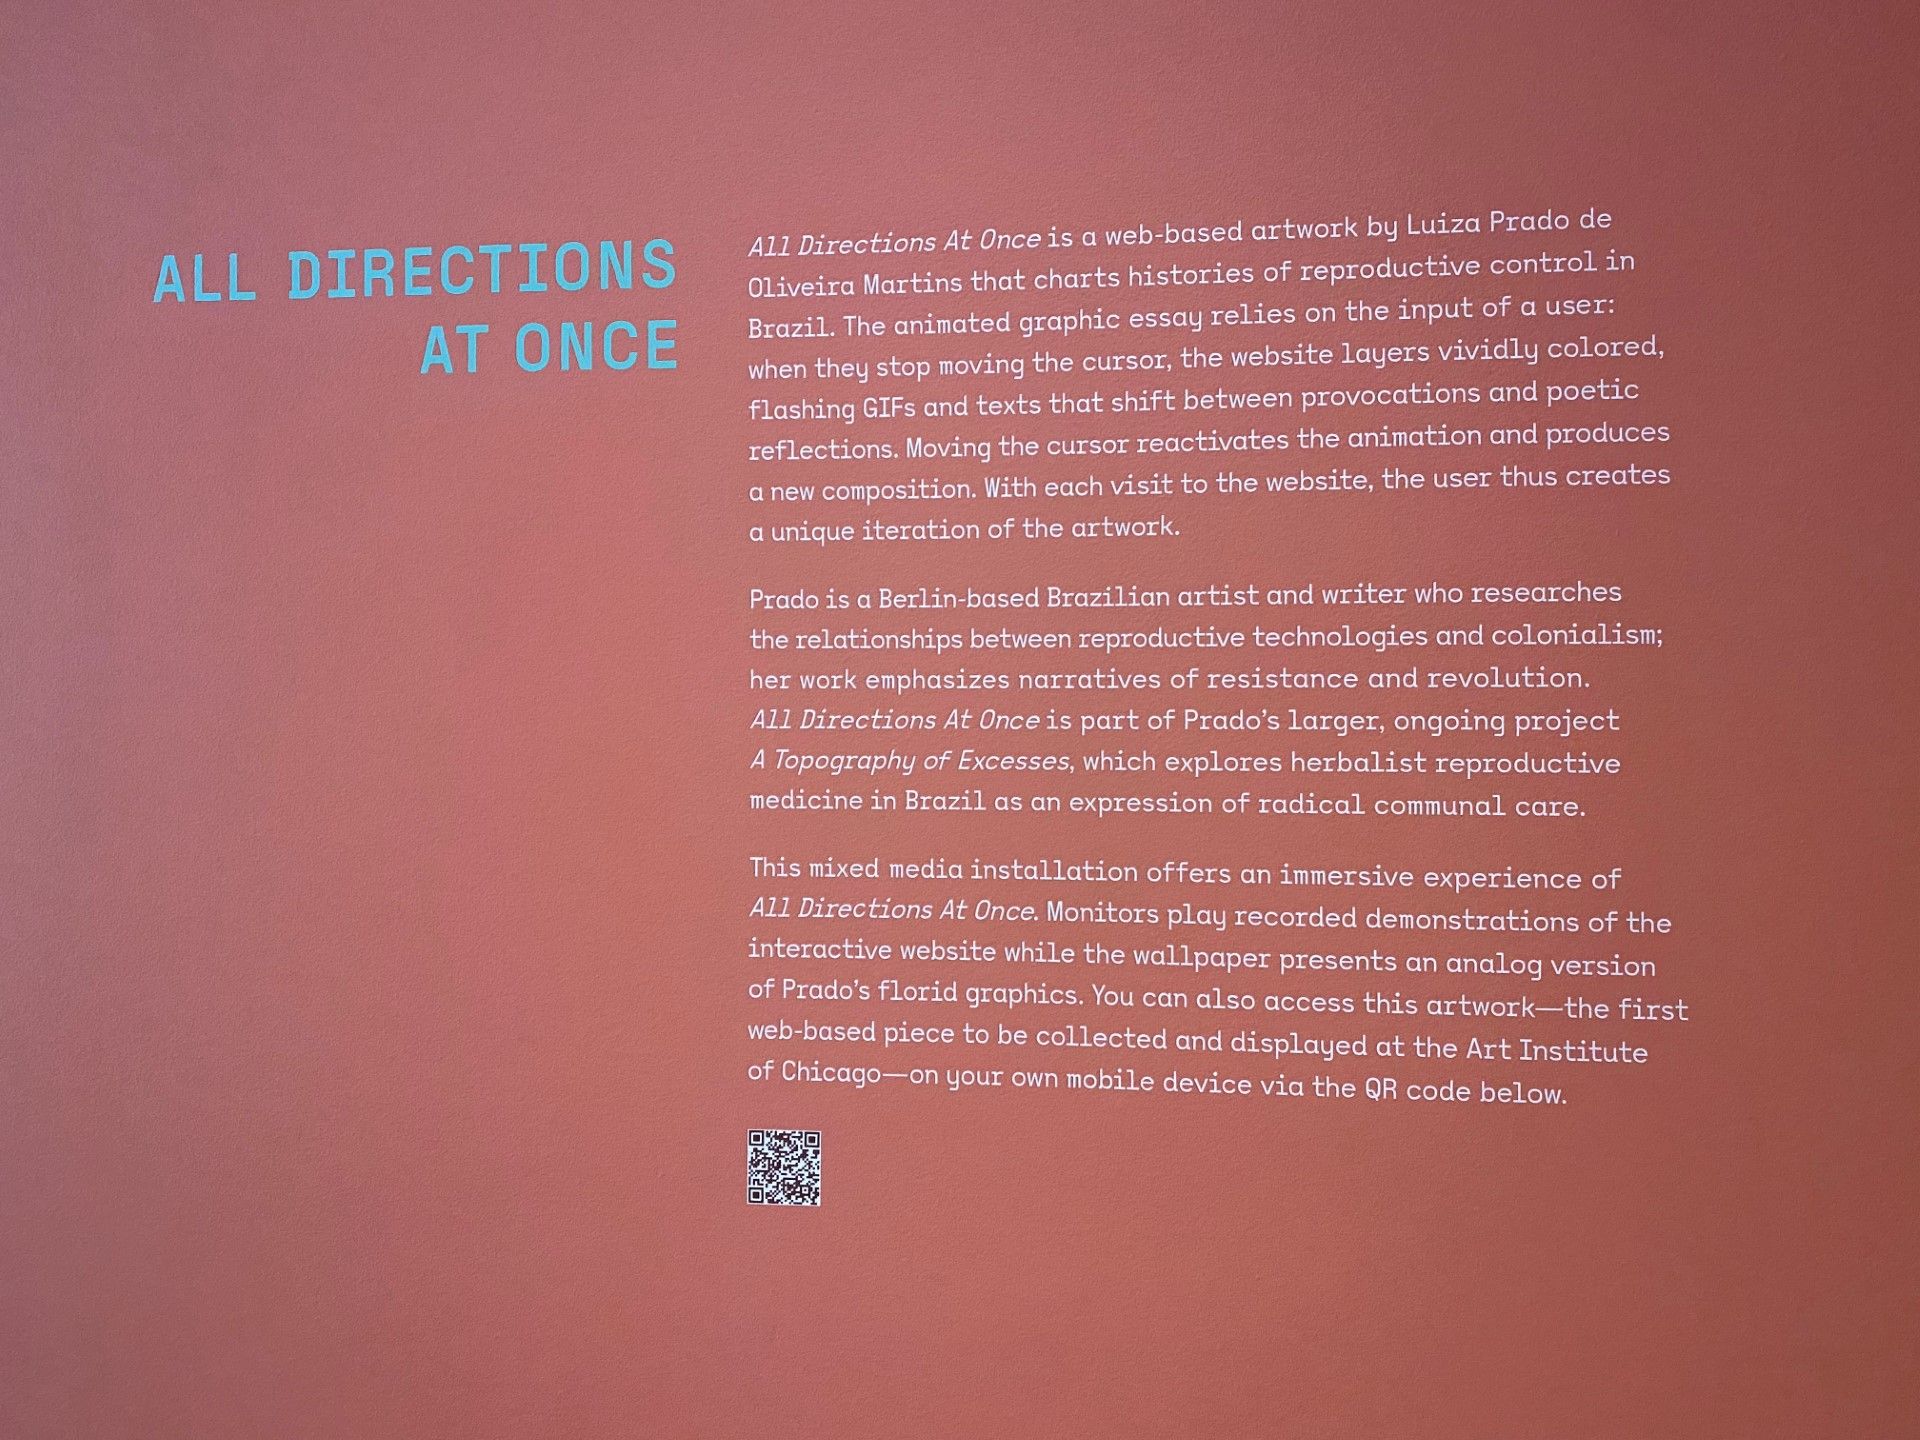 ALL DIRECTIONS
AT ONCE
All Directions At Once is a web-based artwork by Luiza Prado de
Oliveira Martins that charts histories of reproductive control in
Brazil. The animated graphic essay relies on the input of a user:
when they stop moving the cursor, the website layers vividly colored,
flashing GIFs and texts that shift between provocations and poetic
reflections. Moving the cursor reactivates the animation and produces
a new composition. With each visit to the website, the user thus creates
a unique iteration of the artwork.
Prado is a Berlin-based Brazilian artist and writer who researches
the relationships between reproductive technologies and colonialism;
her work emphasizes narratives of resistance and revolution.
All Directions At Once is part of Prado’s larger, ongoing project
A Topography of Excesses, which explores herbalist reproductive
medicine in Brazil as an expression of radical communal care.
This mixed media installation offers an immersive experience of
All Directions At Once. Monitors play recorded demonstrations of the
interactive website while the wallpaper presents an analog version
of Prado’s florid graphics. You can also access this artwork—the first
web-based piece to be collected and displayed at the Art Institute
of Chicago—on your own mobile device via the QR code below.